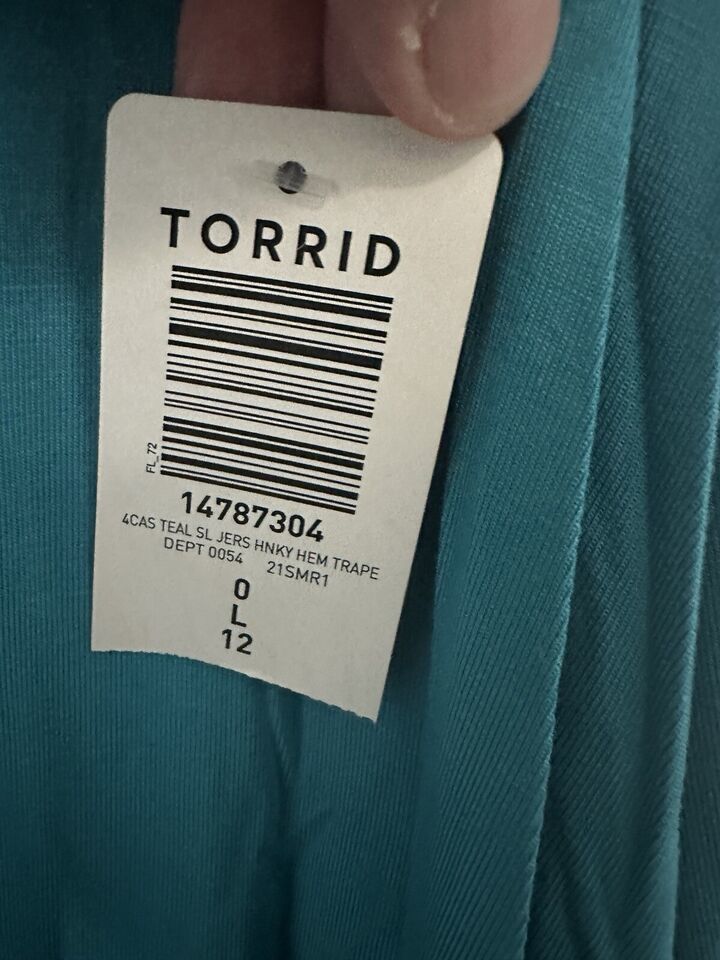 TORRID
FL_72
14787304
4CAS TEAL SL JERS HNKY HEM TRAPE
DEPT 0054 21SMR1
0
L
12